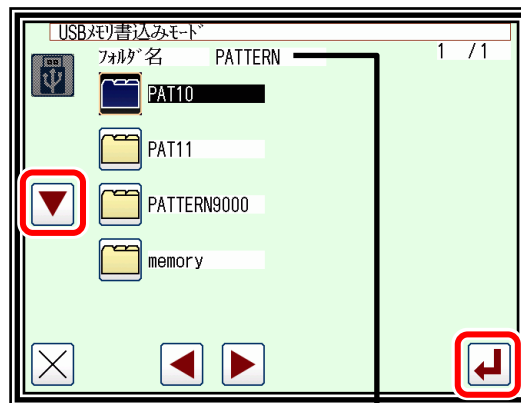 USBﾒﾓﾘ書込みﾓｰﾄﾞ
ﾌｫﾙﾀﾞ名 PATTERN 1 /1
PAT10
PAT11
PATTERN9000
memory